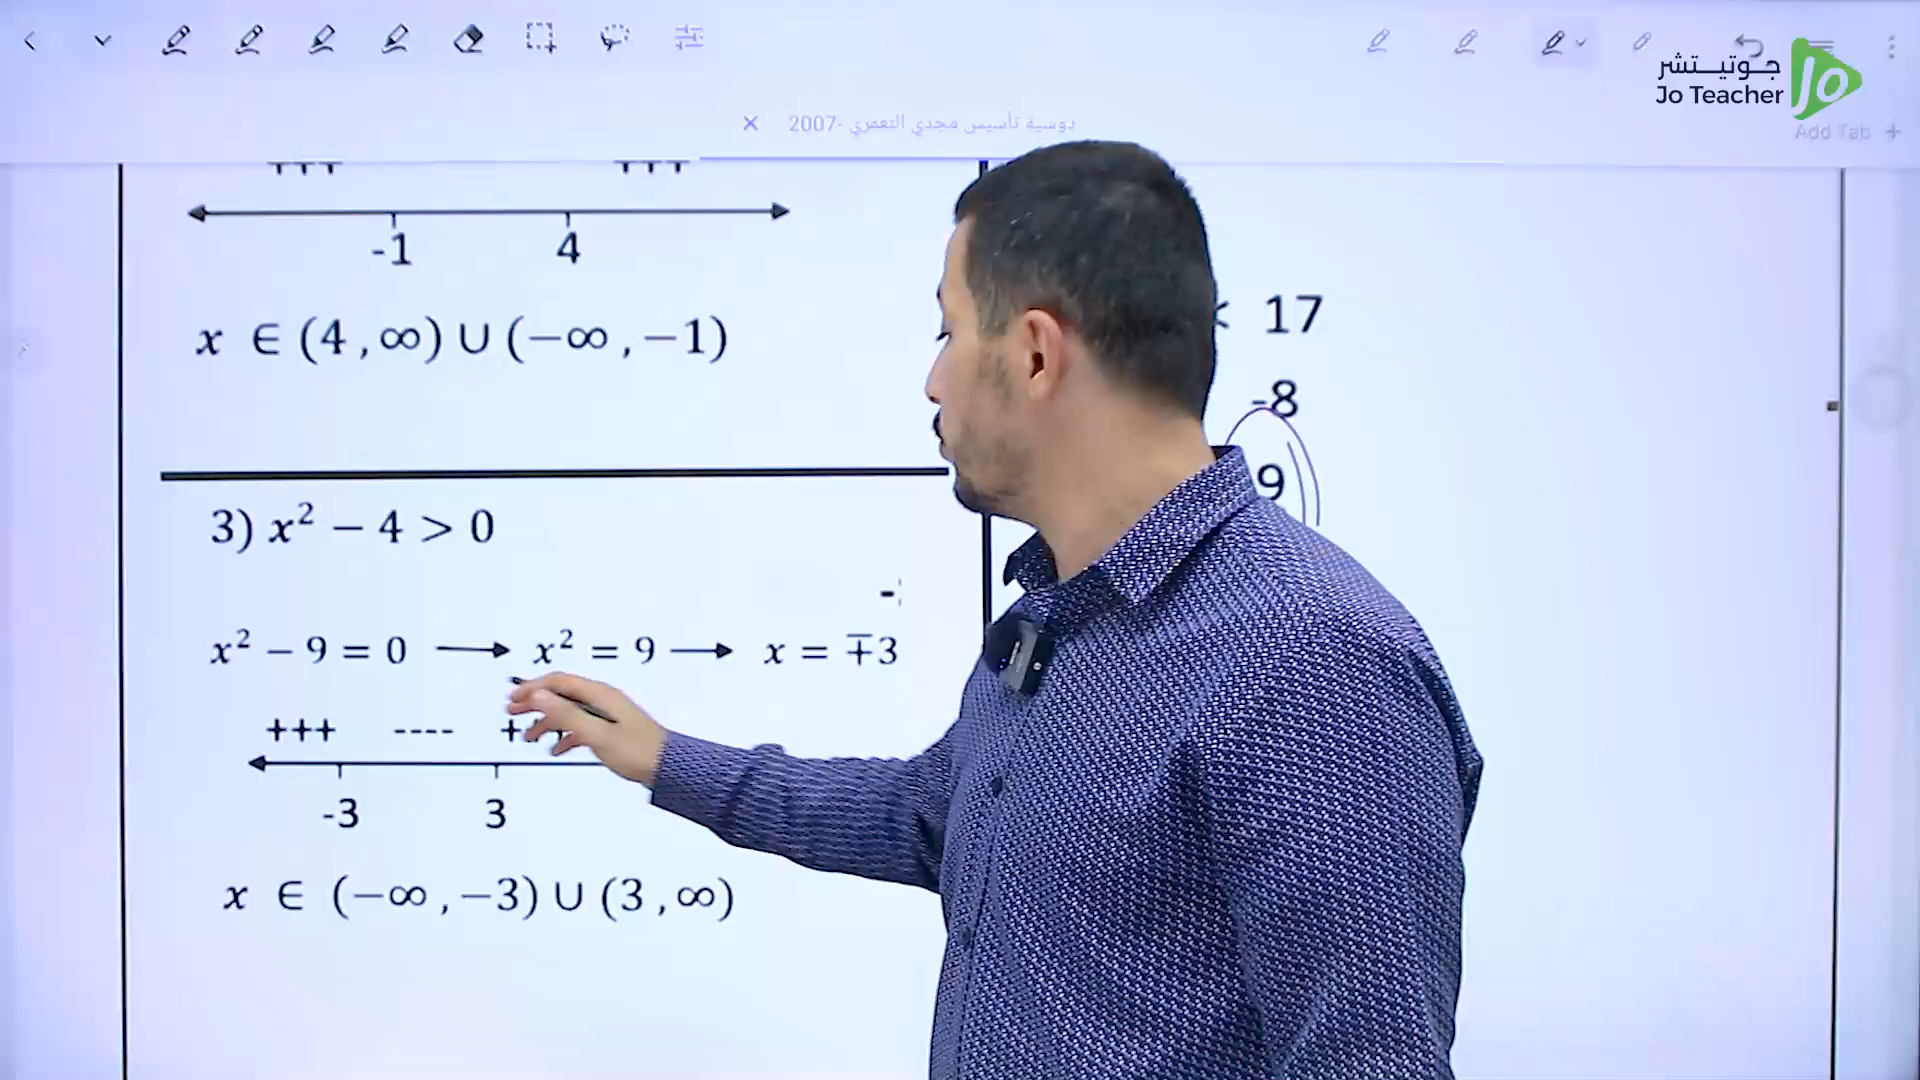 جوتيتشر
Jo Teacher
دوسية تأسيس مجدي التعمري -2007
Add Tab +
-1 4
x ∈ (4 , ∞) ∪ (−∞ , −1)
< 17
-8
9
3) x² − 4 > 0
x² − 9 = 0 ⟶ x² = 9 ⟶ x = ∓3
+++ ----
-3 3
x ∈ (−∞ , −3) ∪ (3 , ∞)